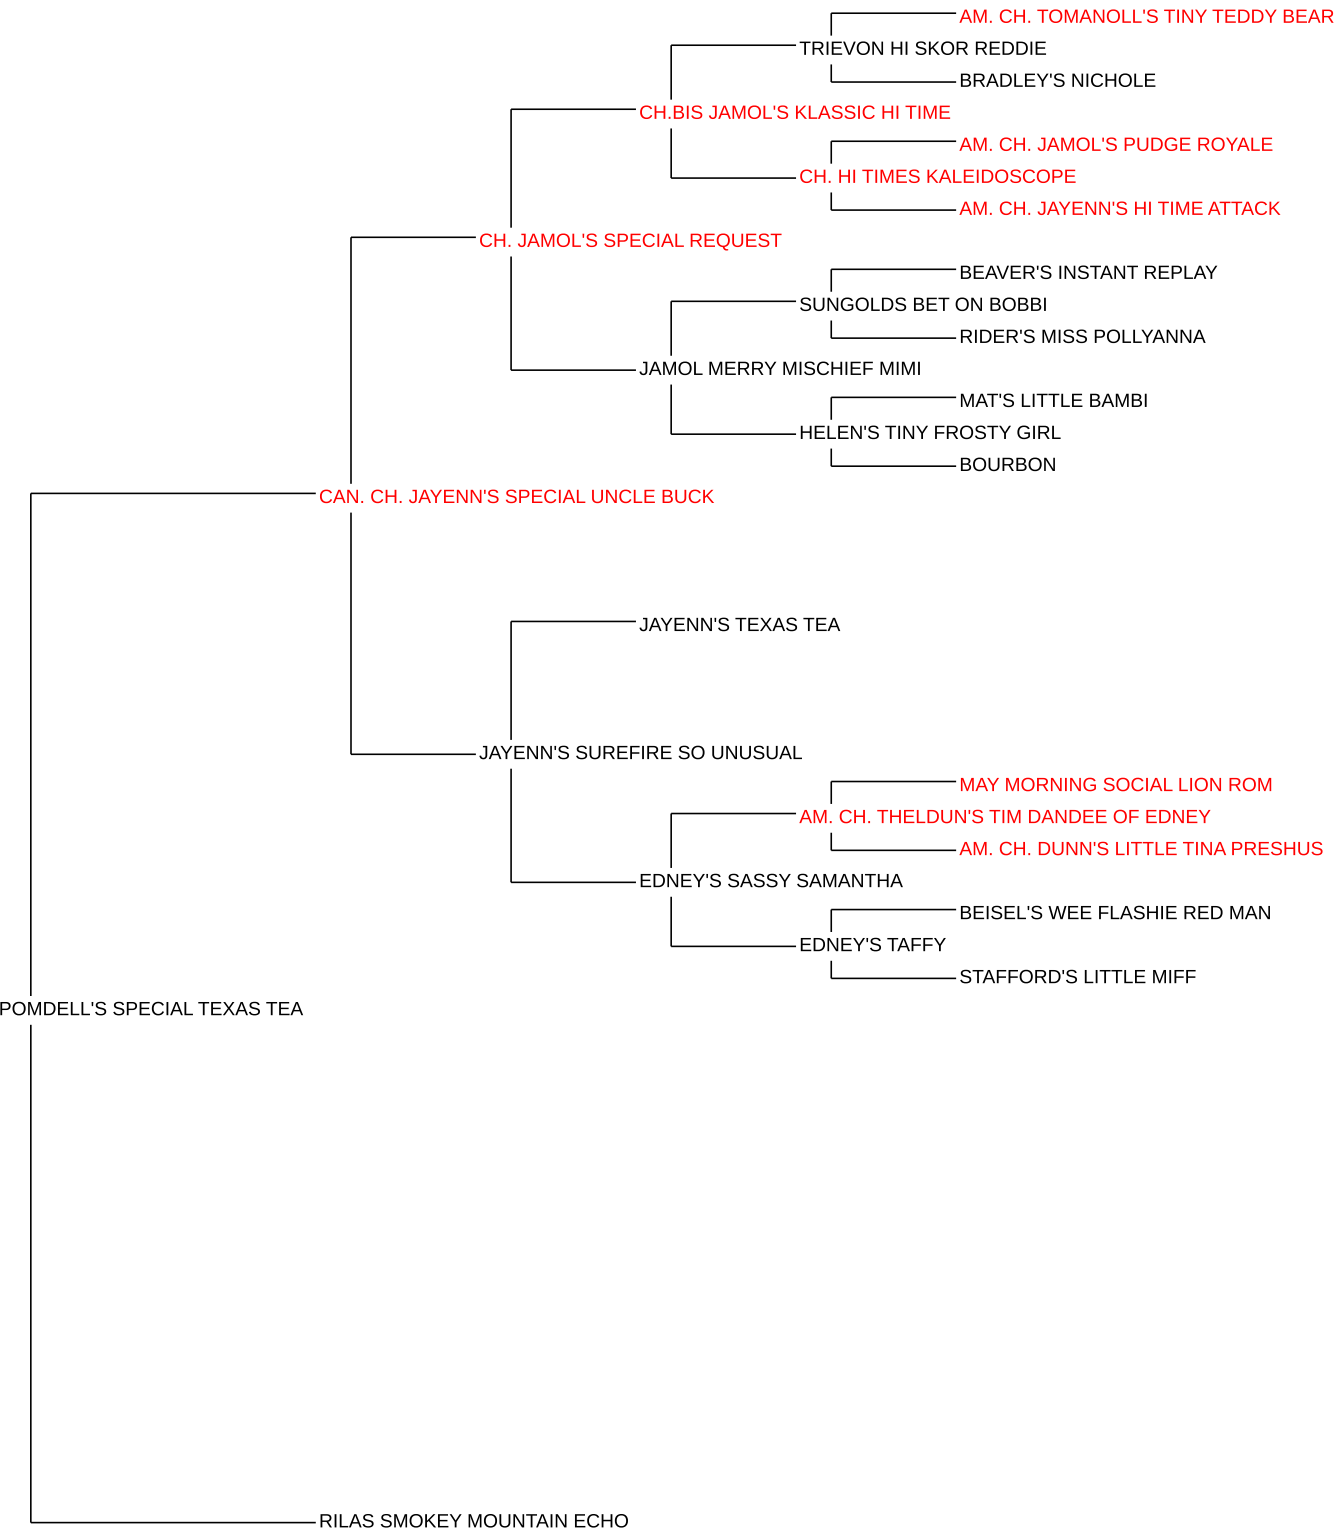 AM. CH. TOMANOLL'S TINY TEDDY BEAR
TRIEVON HI SKOR REDDIE
BRADLEY'S NICHOLE
CH.BIS JAMOL'S KLASSIC HI TIME
AM. CH. JAMOL'S PUDGE ROYALE
CH. HI TIMES KALEIDOSCOPE
AM. CH. JAYENN'S HI TIME ATTACK
CH. JAMOL'S SPECIAL REQUEST
BEAVER'S INSTANT REPLAY
SUNGOLDS BET ON BOBBI
RIDER'S MISS POLLYANNA
JAMOL MERRY MISCHIEF MIMI
MAT'S LITTLE BAMBI
HELEN'S TINY FROSTY GIRL
BOURBON
CAN. CH. JAYENN'S SPECIAL UNCLE BUCK
JAYENN'S TEXAS TEA
JAYENN'S SUREFIRE SO UNUSUAL
MAY MORNING SOCIAL LION ROM
AM. CH. THELDUN'S TIM DANDEE OF EDNEY
AM. CH. DUNN'S LITTLE TINA PRESHUS
EDNEY'S SASSY SAMANTHA
BEISEL'S WEE FLASHIE RED MAN
EDNEY'S TAFFY
STAFFORD'S LITTLE MIFF
POMDELL'S SPECIAL TEXAS TEA
RILAS SMOKEY MOUNTAIN ECHO